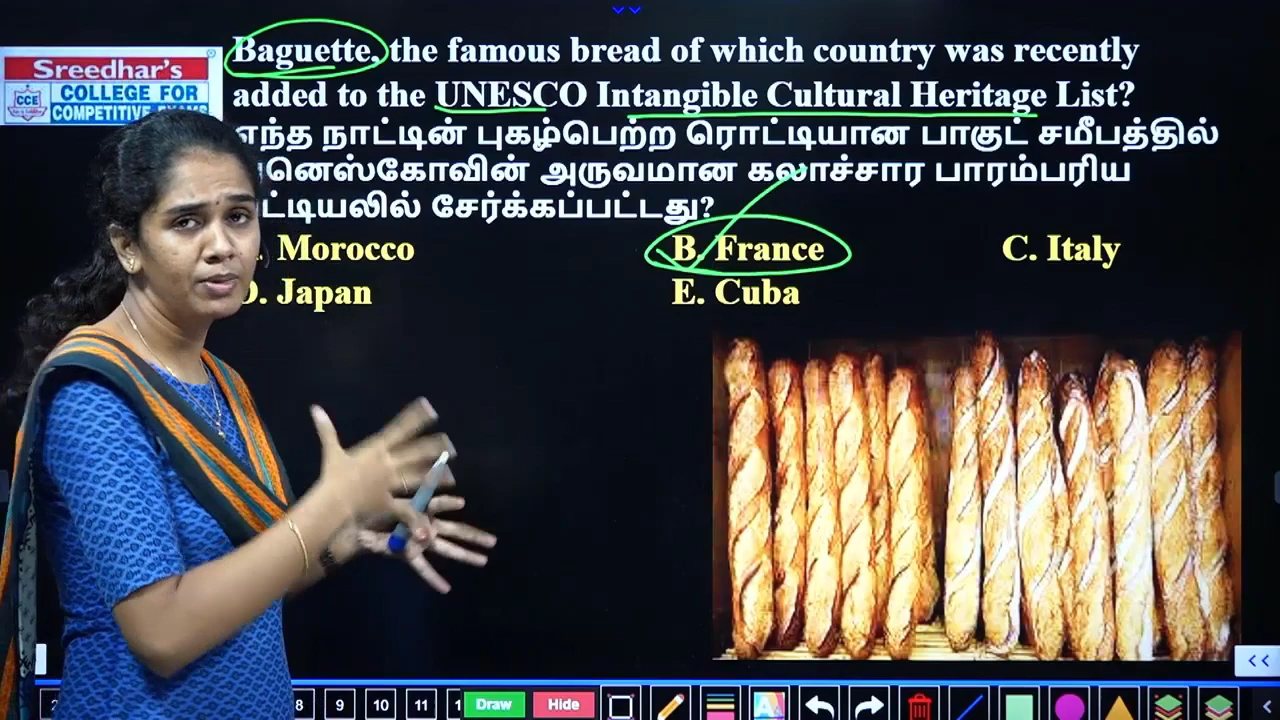 Baguette, the famous bread of which country was recently
added to the UNESCO Intangible Cultural Heritage List?
நாட்டின் புகழ்பெற்ற ரொட்டியான பாகுட் சமீபத்தில்
அருவமான கலாச்சார பாரம்பரிய
சேர்க்கப்பட்டது?
Morocco B. France C. Italy
D. Japan E. Cuba
Sreedhar's
CCE
COLLEGE FOR
COMPETITIVE EXAMS
8 9 10 11 Draw Hide